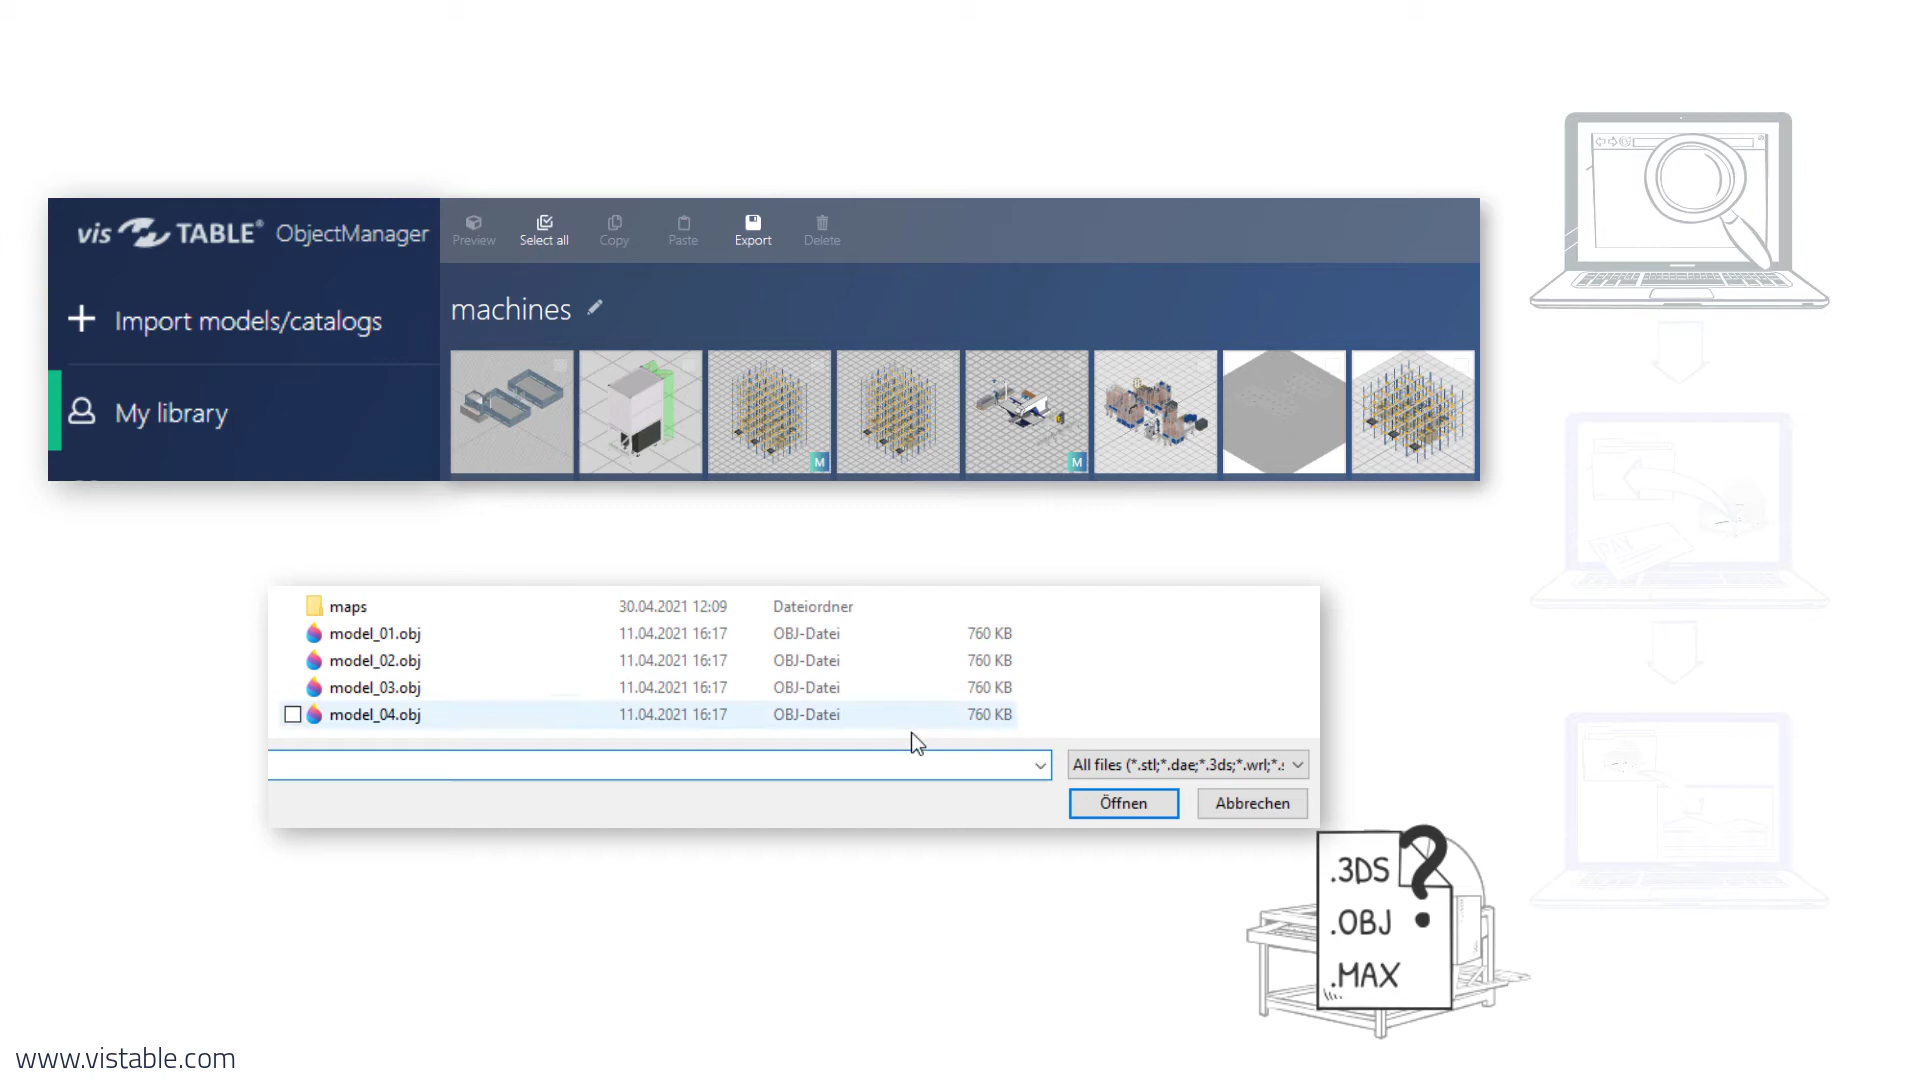 vis TABLE® ObjectManager
Preview Select all Copy Paste Export Delete
Import models/catalogs
machines
My library
M M
maps 30.04.2021 12:09 Dateiordner
model_01.obj 11.04.2021 16:17 OBJ-Datei 760 KB
model_02.obj 11.04.2021 16:17 OBJ-Datei 760 KB
model_03.obj 11.04.2021 16:17 OBJ-Datei 760 KB
model_04.obj 11.04.2021 16:17 OBJ-Datei 760 KB
All files (*.stl;*.dae;*.3ds;*.wrl;*.
Öffnen Abbrechen
.3DS ?
.OBJ
.MAX
www.vistable.com